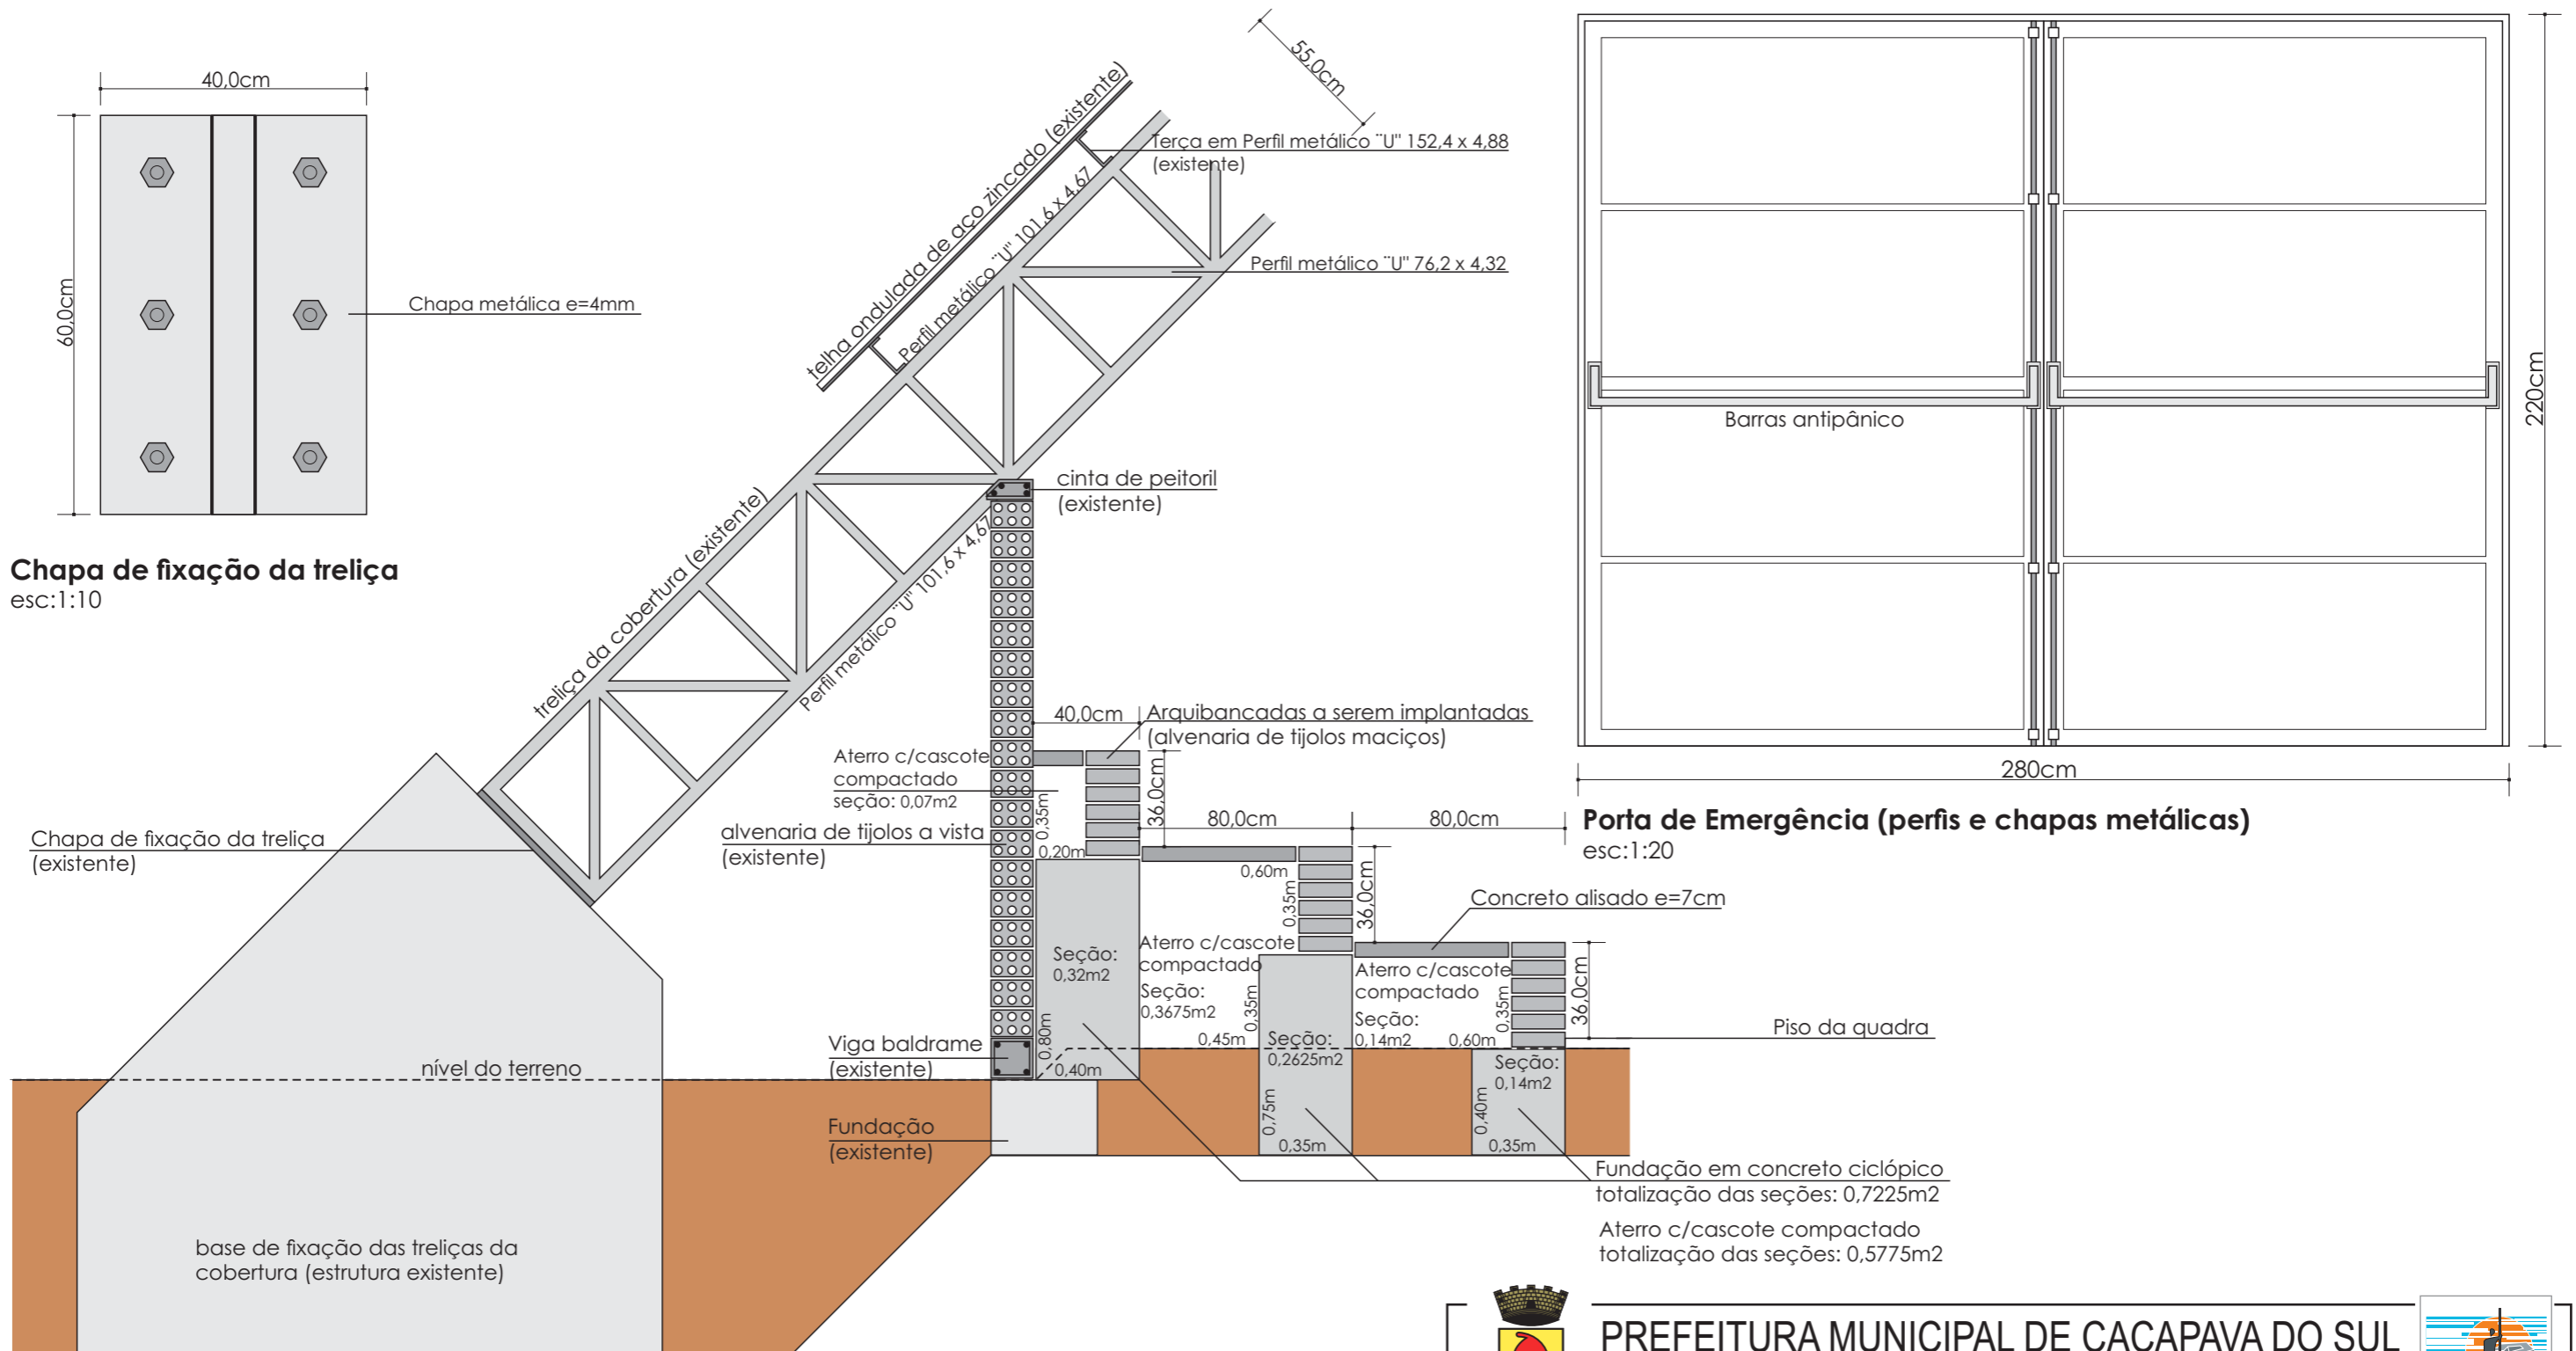 40,0cm
60,0cm
Chapa metálica e=4mm
Chapa de fixação da treliça
esc:1:10
55,0cm
telha ondulada de aço zincado (existente)
Terça em Perfil metálico ¨U" 152,4 x 4,88
(existente)
Perfil metálico ¨U" 101,6 x 4,67
Perfil metálico ¨U" 76,2 x 4,32
cinta de peitoril
(existente)
treliça da cobertura (existente)
Perfil metálico ¨U" 101,6 x 4,67
Barras antipânico
220cm
280cm
Porta de Emergência (perfis e chapas metálicas)
esc:1:20
40,0cm
Arquibancadas a serem implantadas
(alvenaria de tijolos maciços)
Aterro c/cascote
compactado
seção: 0,07m2
0,35m
36,0cm
80,0cm
80,0cm
alvenaria de tijolos a vista
(existente)
0,20m
Chapa de fixação da treliça
(existente)
0,60m
0,35m
36,0cm
Concreto alisado e=7cm
Seção:
0,32m2
Aterro c/cascote
compactado
Seção:
0,3675m2
0,35m
0,45m
Aterro c/cascote
compactado
Seção:
0,14m2
0,60m
0,35m
36,0cm
Piso da quadra
Viga baldrame
(existente)
0,80m
0,40m
Seção:
0,2625m2
Seção:
0,14m2
nível do terreno
0,75m
0,35m
0,40m
0,35m
Fundação
(existente)
Fundação em concreto ciclópico
totalização das seções: 0,7225m2
Aterro c/cascote compactado
totalização das seções: 0,5775m2
base de fixação das treliças da
cobertura (estrutura existente)
PREFEITURA MUNICIPAL DE CACAPAVA DO SUL